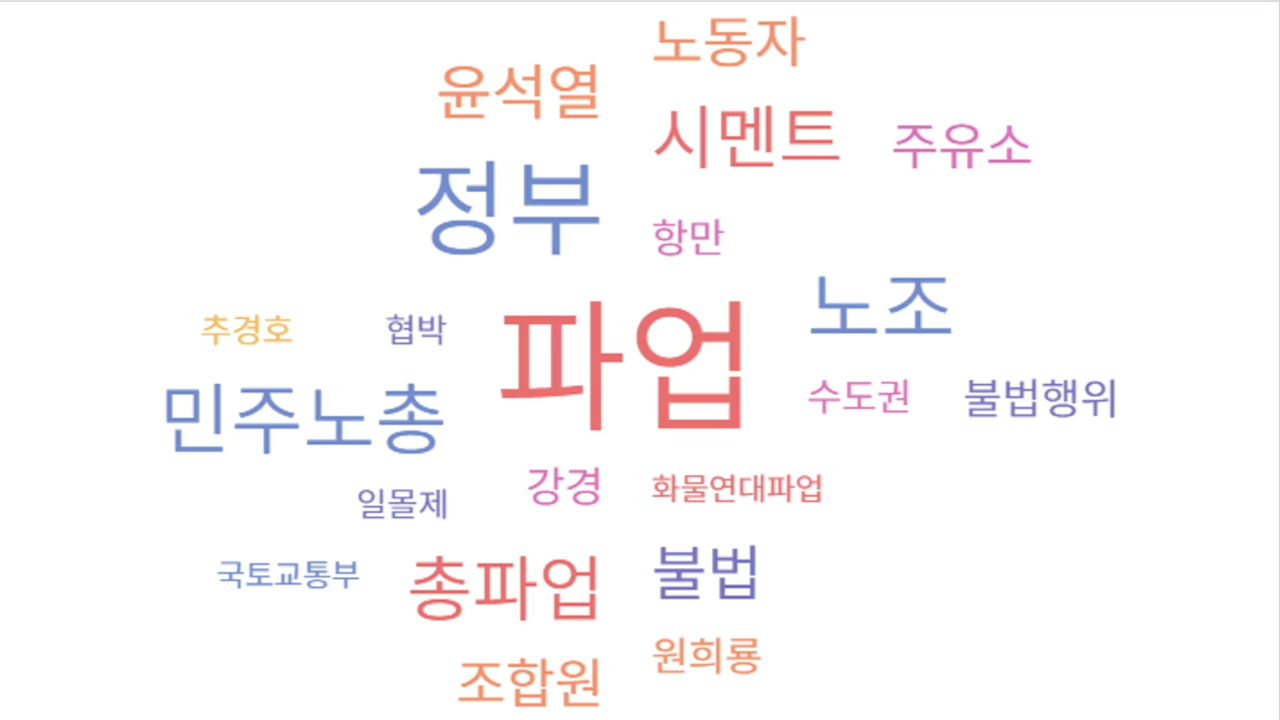 노동자
윤석열
시멘트
주유소
정부
항만
노조
파업
추경호
협박
민주노총
수도권
불법행위
강경
화물연대파업
일몰제
국토교통부
총파업
불법
원희룡
조합원